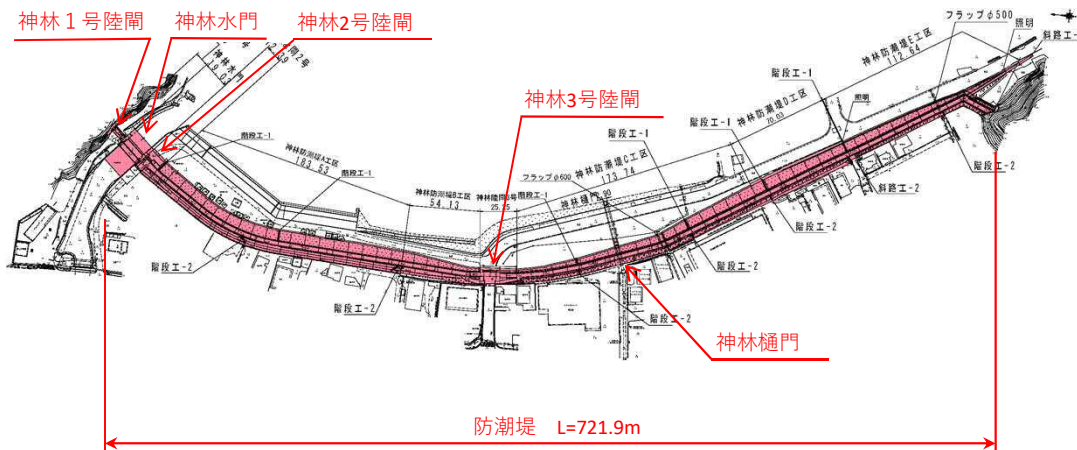 神林１号陸閘
神林水門
神林2号陸閘
神林水門
階段工-1
階段工-1
神林防潮堤A工区
183.53
神林防潮堤B工区
54.13
神林3号陸閘
25.25
階段工-1
フラップφ600
階段工-1
神林樋門
神林防潮堤C工区
173.74
階段工-1
神林防潮堤D工区
70.03
階段工-1
照明
神林防潮堤E工区
112.64
フラップφ500
照明
斜路工-
階段工-2
斜路工-2
階段工-2
階段工-2
階段工-2
階段工-2
階段工-2
階段工-2
神林樋門
防潮堤　L=721.9m